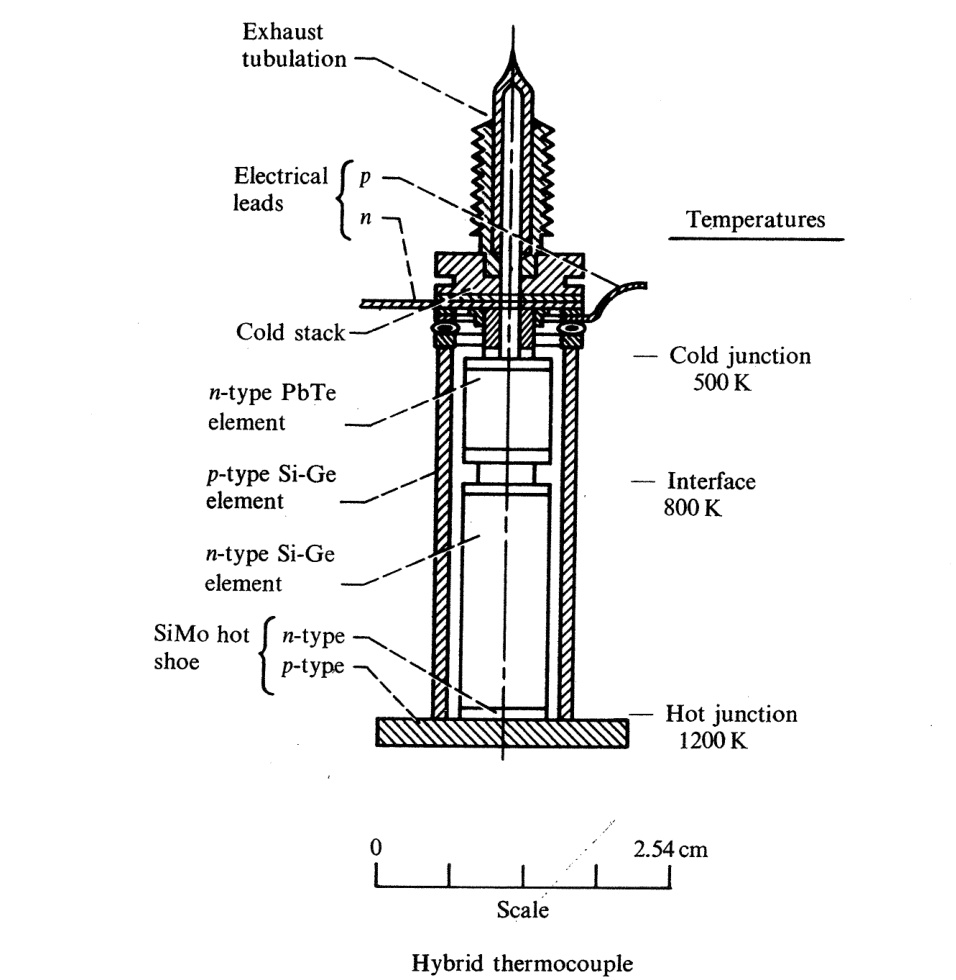 Exhaust
tubulation
Electrical
leads
p
n
Temperatures
Cold stack
Cold junction
500 K
n-type PbTe
element
p-type Si-Ge
element
Interface
800 K
n-type Si-Ge
element
SiMo hot
shoe
n-type
p-type
Hot junction
1200 K
0
2.54 cm
Scale
Hybrid thermocouple